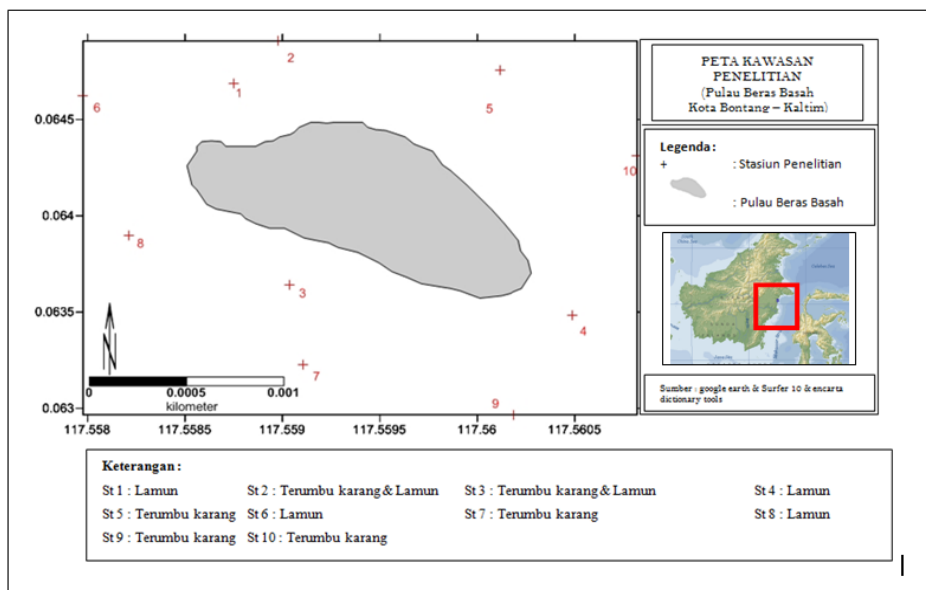 PETA KAWASAN
PENELITIAN
(Pulau Beras Basah
Kota Bontang – Kaltim)
Legenda :
+ : Stasiun Penelitian
: Pulau Beras Basah
Sumber : google earth & Surfer 10 & encarta
dictionary tools
2
1
5
6
10
8
3
4
7
9
0.0645
0.064
0.0635
0.063
N
0 0.0005 0.001
kilometer
117.558 117.5585 117.559 117.5595 117.56 117.5605
Keterangan :
St 1 : Lamun St 2 : Terumbu karang & Lamun St 3 : Terumbu karang & Lamun St 4 : Lamun
St 5 : Terumbu karang St 6 : Lamun St 7 : Terumbu karang St 8 : Lamun
St 9 : Terumbu karang St 10 : Terumbu karang